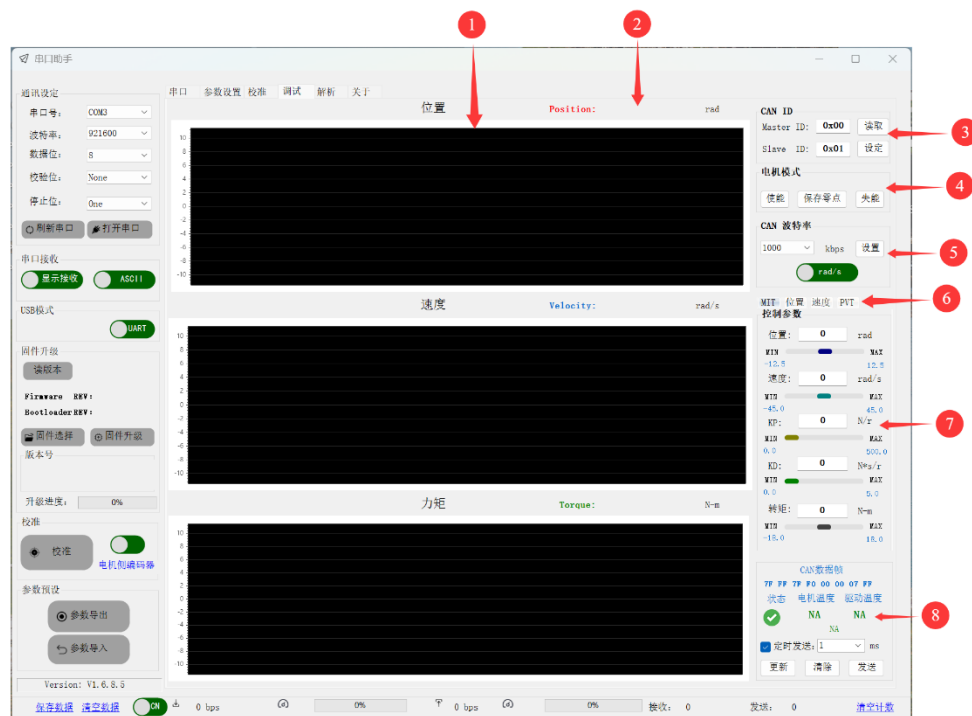 1
2
串口助手
通讯设定
串口号: COM3
波特率: 921600
数据位: 8
校验位: None
停止位: One
刷新串口 打开串口
串口接收
显示接收 ASCII
USB模式
UART
固件升级
读版本
Firmware REV:
Bootloader REV:
固件选择 固件升级
版本号
升级进度: 0%
校准
校准
电机侧编码器
参数预设
参数导出
参数导入
Version: V1.6.8.5
串口 参数设置 校准 调试 解析 关于
位置 Position: rad
10
8
6
4
2
0
-2
-4
-6
-8
-10
速度 Velocity: rad/s
10
8
6
4
2
0
-2
-4
-6
-8
-10
力矩 Torque: N-m
10
8
6
4
2
0
-2
-4
-6
-8
-10
CAN ID
Master ID: 0x00 读取
3
Slave ID: 0x01 设定
电机模式
4
使能 保存零点 失能
CAN 波特率
1000 kbps 设置
5
rad/s
MIT 位置 速度 PVT
6
控制参数
位置: 0 rad
MIN MAX
-12.5 12.5
速度: 0 rad/s
MIN MAX
-45.0 45.0
KP: 0 N/r
7
MIN MAX
0.0 500.0
KD: 0 N*s/r
MIN MAX
0.0 5.0
转矩: 0 N-m
MIN MAX
-18.0 18.0
CAN数据帧
7F FF 7F F0 00 00 07 FF
状态 电机温度 驱动温度
NA NA
8
NA
定时发送: 1 ms
更新 清除 发送
保存数据 清空数据 CN 0 bps 0% 0 bps 0% 接收: 0 发送: 0 清空计数